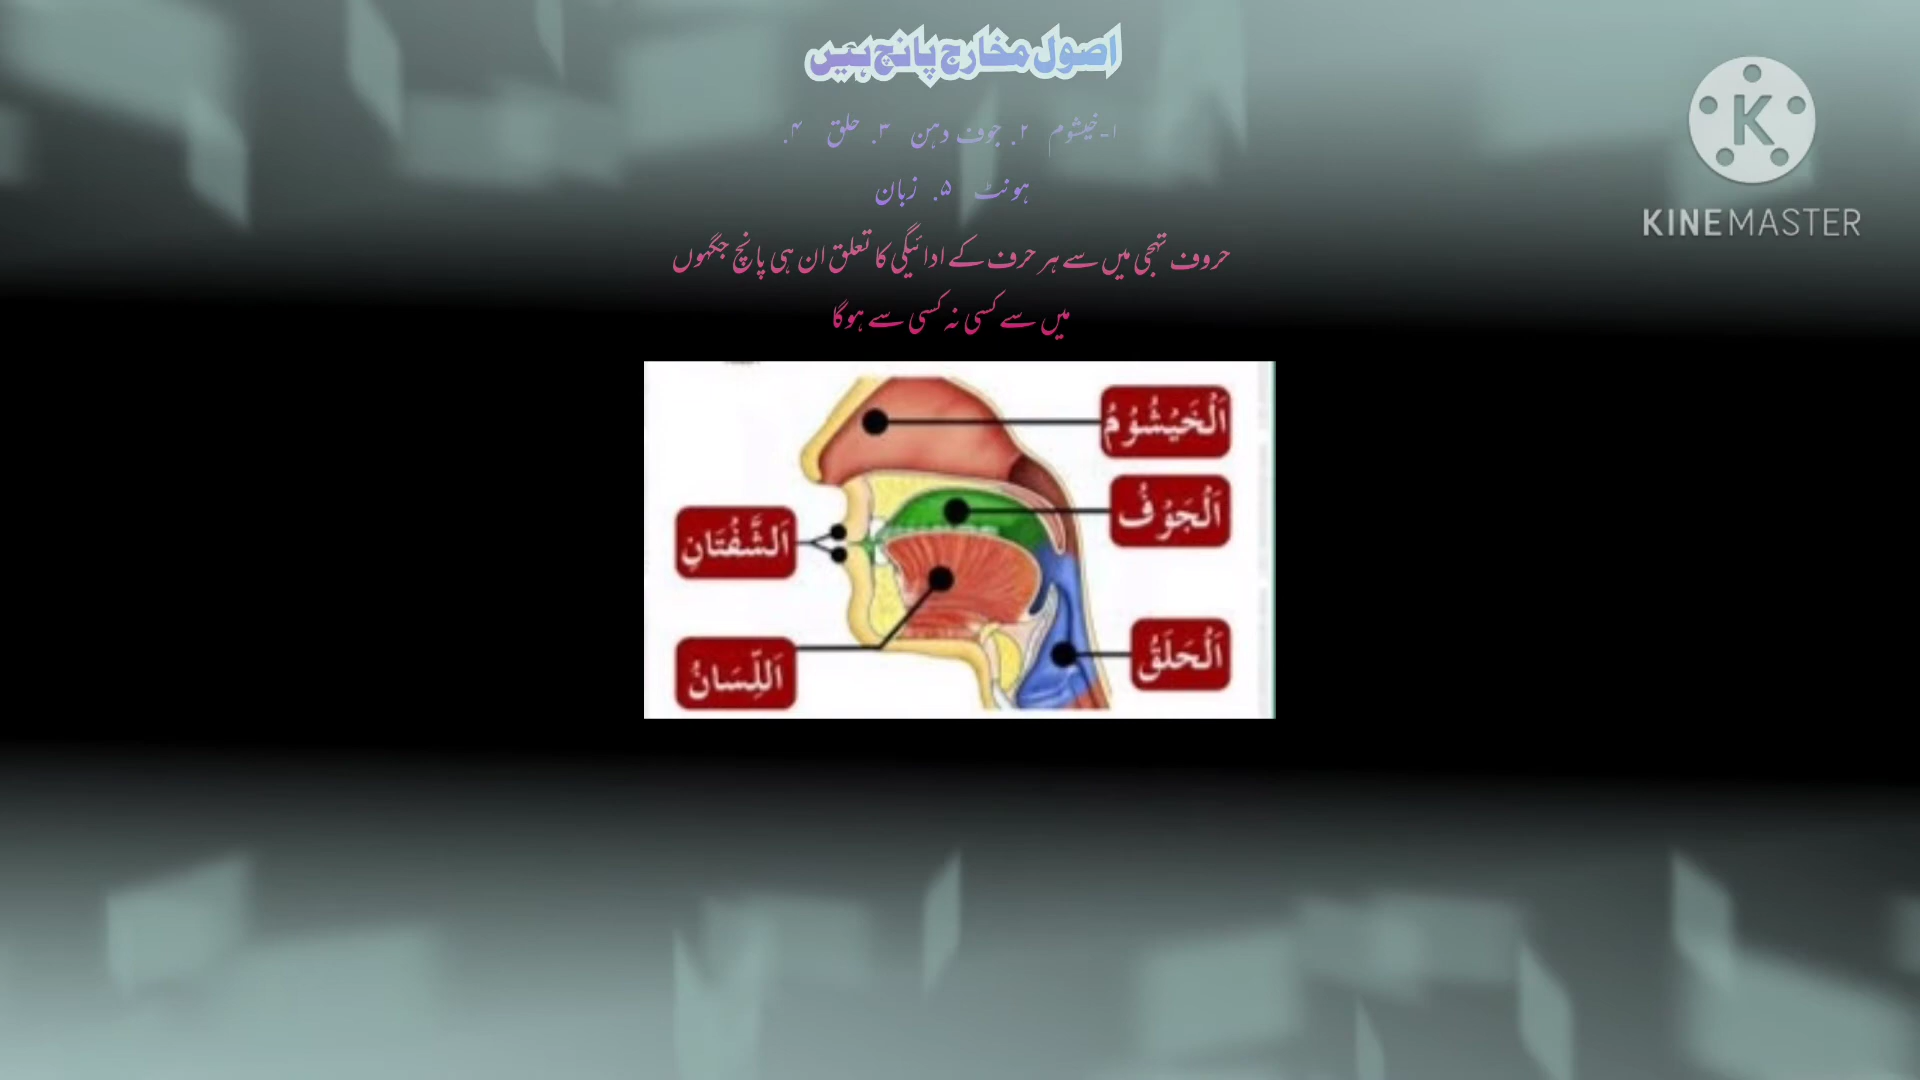 اصول مخارج پانچ ہیں
۱-خیشوم ۲. جوف دہن ۳. حلق ۴.
ہونٹ ۵. زبان
حروف تہجی میں سے ہر حرف کے ادائیگی کا تعلق ان ہی پانچ جگہوں
میں سے کسی نہ کسی سے ہوگا
K
KINEMASTER
اَلْخَيْشُوْمُ
اَلْجَوْفُ
اَلشَّفَتَانِ
اَلْحَلَقُ
اَللِّسَانُ